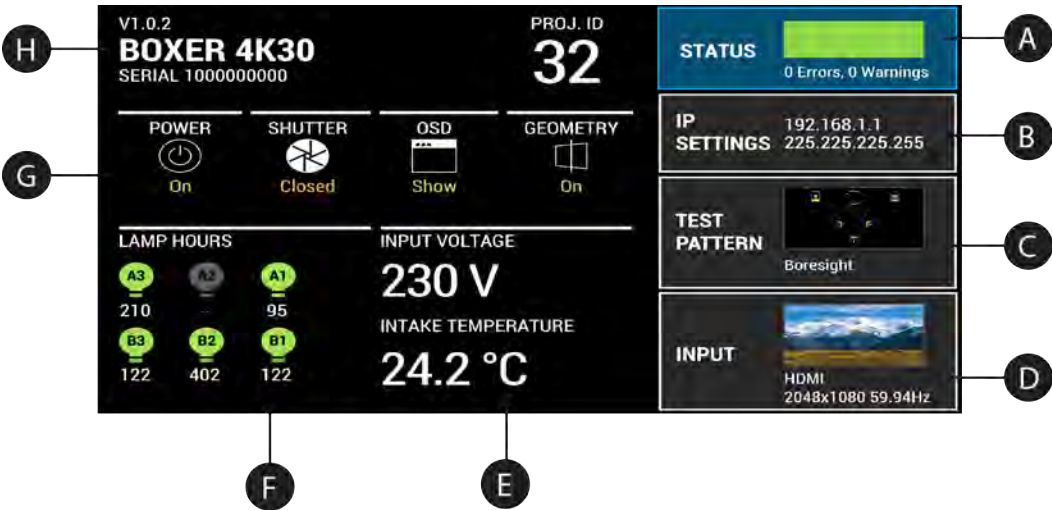 V1.0.2
BOXER 4K30
SERIAL 1000000000
PROJ. ID
32
POWER
On
SHUTTER
Closed
OSD
Show
GEOMETRY
On
LAMP HOURS
A3
210
A2
--
A1
95
B3
122
B2
402
B1
122
INPUT VOLTAGE
230 V
INTAKE TEMPERATURE
24.2 °C
STATUS
0 Errors, 0 Warnings
IP
SETTINGS
192.168.1.1
225.225.225.255
TEST
PATTERN
Boresight
INPUT
HDMI
2048x1080 59.94Hz
A
B
C
D
E
F
G
H